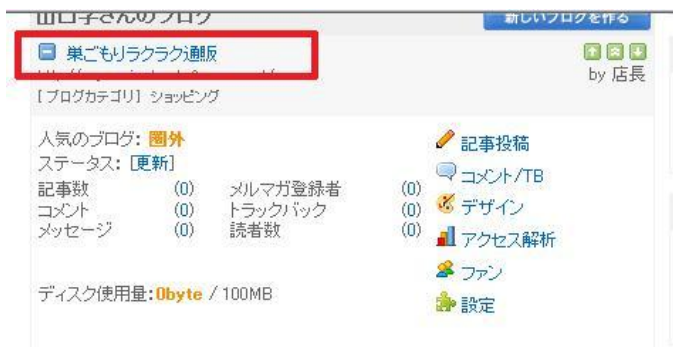 新しいブログを作る
巣ごもりラクラク通販
by 店長
[ブログカテゴリ] ショッピング
人気のブログ: 圏外
ステータス: [更新]
記事数 (0) メルマガ登録者 (0)
コメント (0) トラックバック (0)
メッセージ (0) 読者数 (0)
ディスク使用量:0byte / 100MB
記事投稿
コメント/TB
デザイン
アクセス解析
ファン
設定